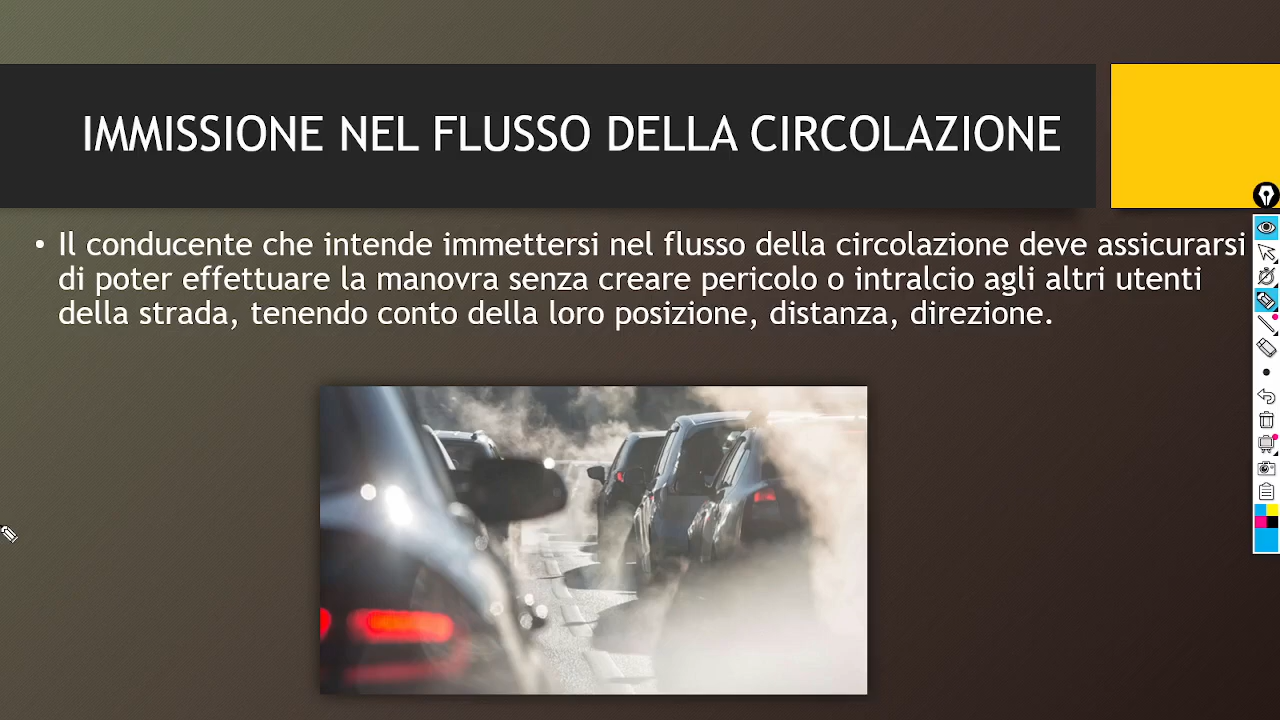 IMMISSIONE NEL FLUSSO DELLA CIRCOLAZIONE
• Il conducente che intende immettersi nel flusso della circolazione deve assicurarsi
di poter effettuare la manovra senza creare pericolo o intralcio agli altri utenti
della strada, tenendo conto della loro posizione, distanza, direzione.